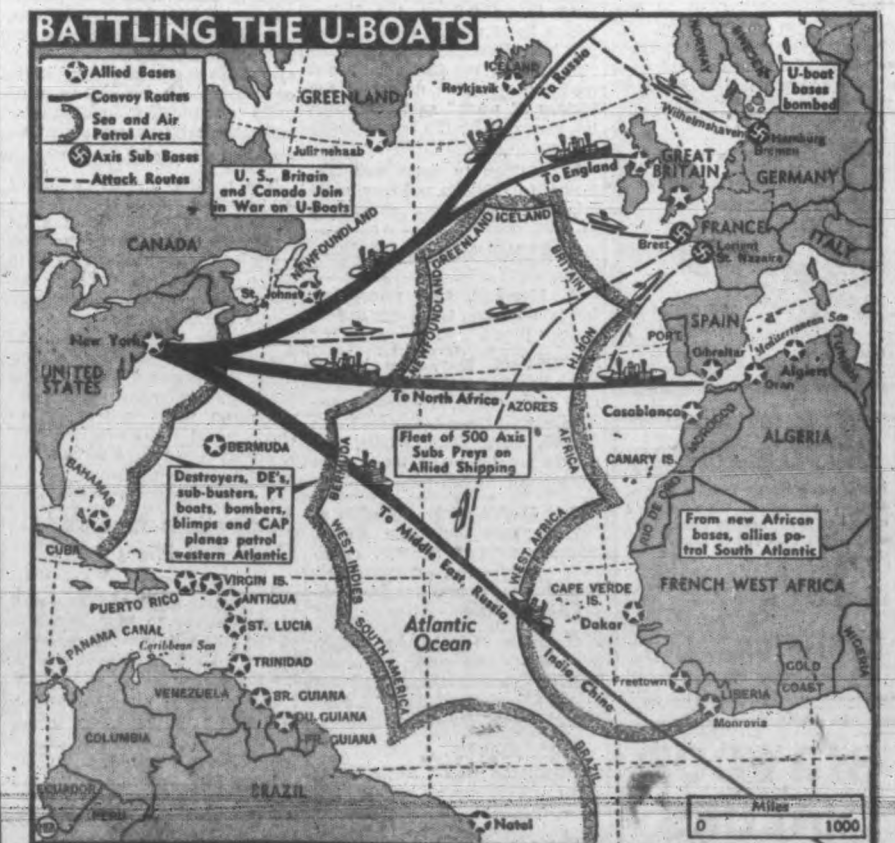 BATTLING THE U-BOATS
Allied Bases
Convoy Routes
Sea and Air
Patrol Arcs
Axis Sub Bases
Attack Routes
GREENLAND
ICELAND
Reykjavik
To Russia
NORWAY
SWEDEN
U-boat
bases
bombed
Julianehaab
Wilhelmshaven
Hamburg
Bremen
U. S., Britain
and Canada Join
in War on U-Boats
To England
GREAT
BRITAIN
GERMANY
CANADA
NEWFOUNDLAND
St. Johns
NEWFOUNDLAND
GREENLAND
ICELAND
BRITAIN
Brest
FRANCE
Lorient
St. Nazaire
ITALY
New York
UNITED
STATES
PORT.
SPAIN
Mediterranean Sea
Gibraltar
Algiers
Oran
TUNISIA
To North Africa
AZORES
NORTH
AFRICA
Casablanca
MOROCCO
ALGERIA
BERMUDA
BERMUDA
Fleet of 500 Axis
Subs Preys on
Allied Shipping
CANARY IS.
RIO DE ORO
BAHAMAS
Destroyers, DE's,
sub-busters, PT
boats, bombers,
blimps and CAP
planes patrol
western Atlantic
From new African
bases, allies pa-
trol South Atlantic
CUBA
WEST INDIES
To Middle East, Russia,
India, China
WEST AFRICA
FRENCH WEST AFRICA
PUERTO RICO
VIRGIN IS.
ANTIGUA
CAPE VERDE
IS.
Dakar
PANAMA CANAL
Caribbean Sea
ST. LUCIA
SOUTH AMERICA
Atlantic
Ocean
TRINIDAD
Freetown
LIBERIA
Monrovia
GOLD
COAST
NIGERIA
VENEZUELA
BR. GUIANA
DU. GUIANA
FR. GUIANA
COLUMBIA
BRAZIL
ECUADOR
PERU
BRAZIL
Natal
Miles
0 1000